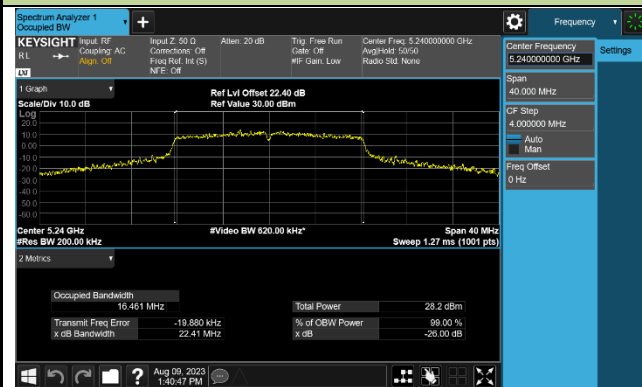 Spectrum Analyzer 1
Occupied BW
Frequency
KEYSIGHT
RL
LXI
Input: RF
Coupling: AC
Align: Off
Input Z: 50 Ω
Corrections: Off
Freq Ref: Int (S)
NFE: Off
Atten: 20 dB
Trig: Free Run
Gate: Off
#IF Gain: Low
Center Freq: 5.240000000 GHz
Avg|Hold: 50/50
Radio Std: None
Center Frequency
5.240000000 GHz
Settings
Span
40.000 MHz
CF Step
4.000000 MHz
Auto
Man
Freq Offset
0 Hz
1 Graph
Scale/Div 10.0 dB
Ref Lvl Offset 22.40 dB
Ref Value 30.00 dBm
Log
20.0
10.0
0.00
-10.0
-20.0
-30.0
-40.0
-50.0
-60.0
Center 5.24 GHz
#Res BW 200.00 kHz
#Video BW 620.00 kHz*
Span 40 MHz
Sweep 1.27 ms (1001 pts)
2 Metrics
Occupied Bandwidth
16.461 MHz
Total Power 28.2 dBm
Transmit Freq Error -19.880 kHz
% of OBW Power 99.00 %
x dB Bandwidth 22.41 MHz
x dB -26.00 dB
?
Aug 09, 2023
1:40:47 PM